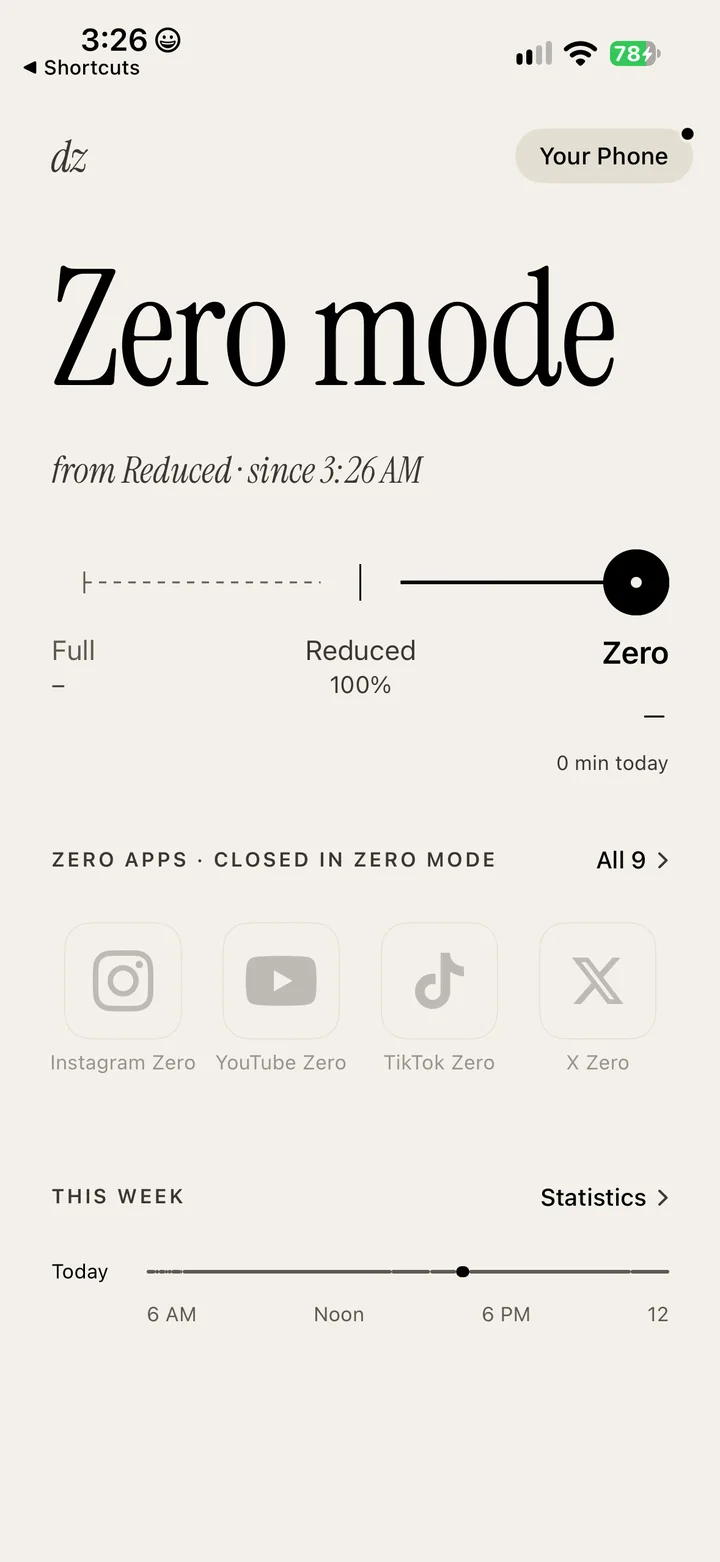 3:26
Shortcuts
78
dz
Your Phone
Zero mode
from Reduced · since 3:26 AM
Full
Reduced
Zero
–
100%
—
0 min today
ZERO APPS · CLOSED IN ZERO MODE
All 9
Instagram Zero
YouTube Zero
TikTok Zero
X Zero
THIS WEEK
Statistics
Today
6 AM
Noon
6 PM
12